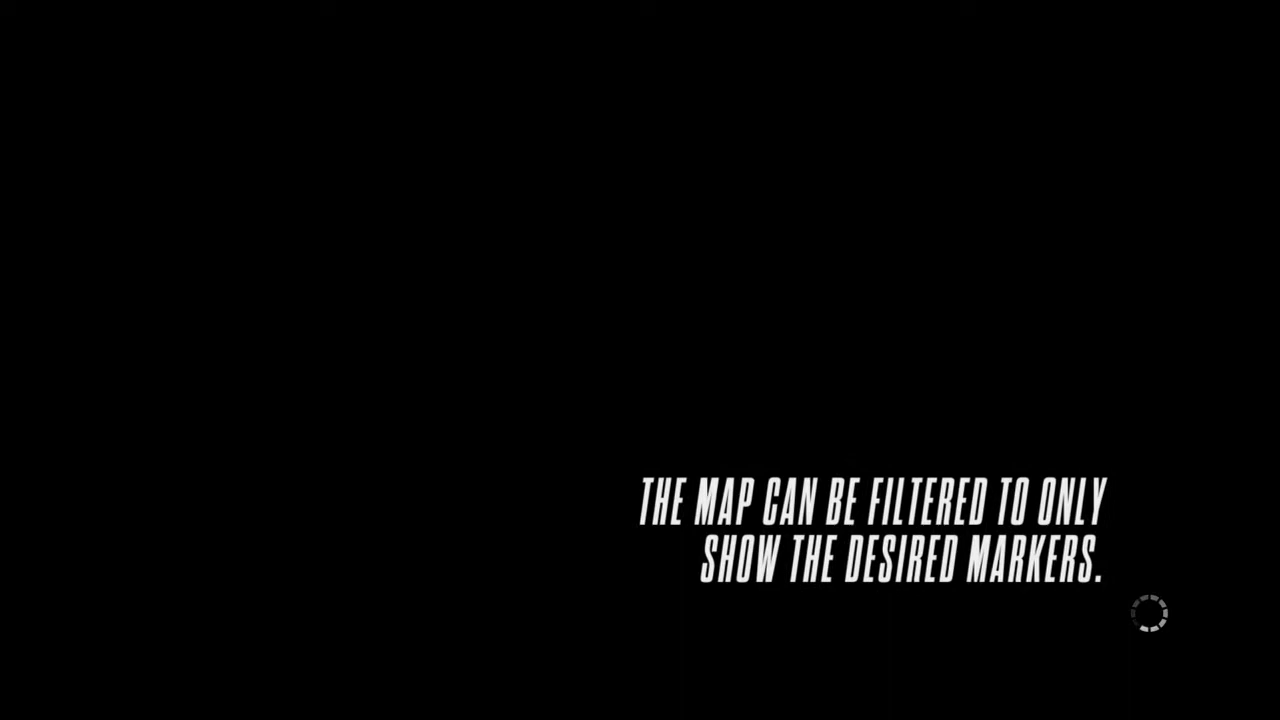 THE MAP CAN BE FILTERED TO ONLY
SHOW THE DESIRED MARKERS.